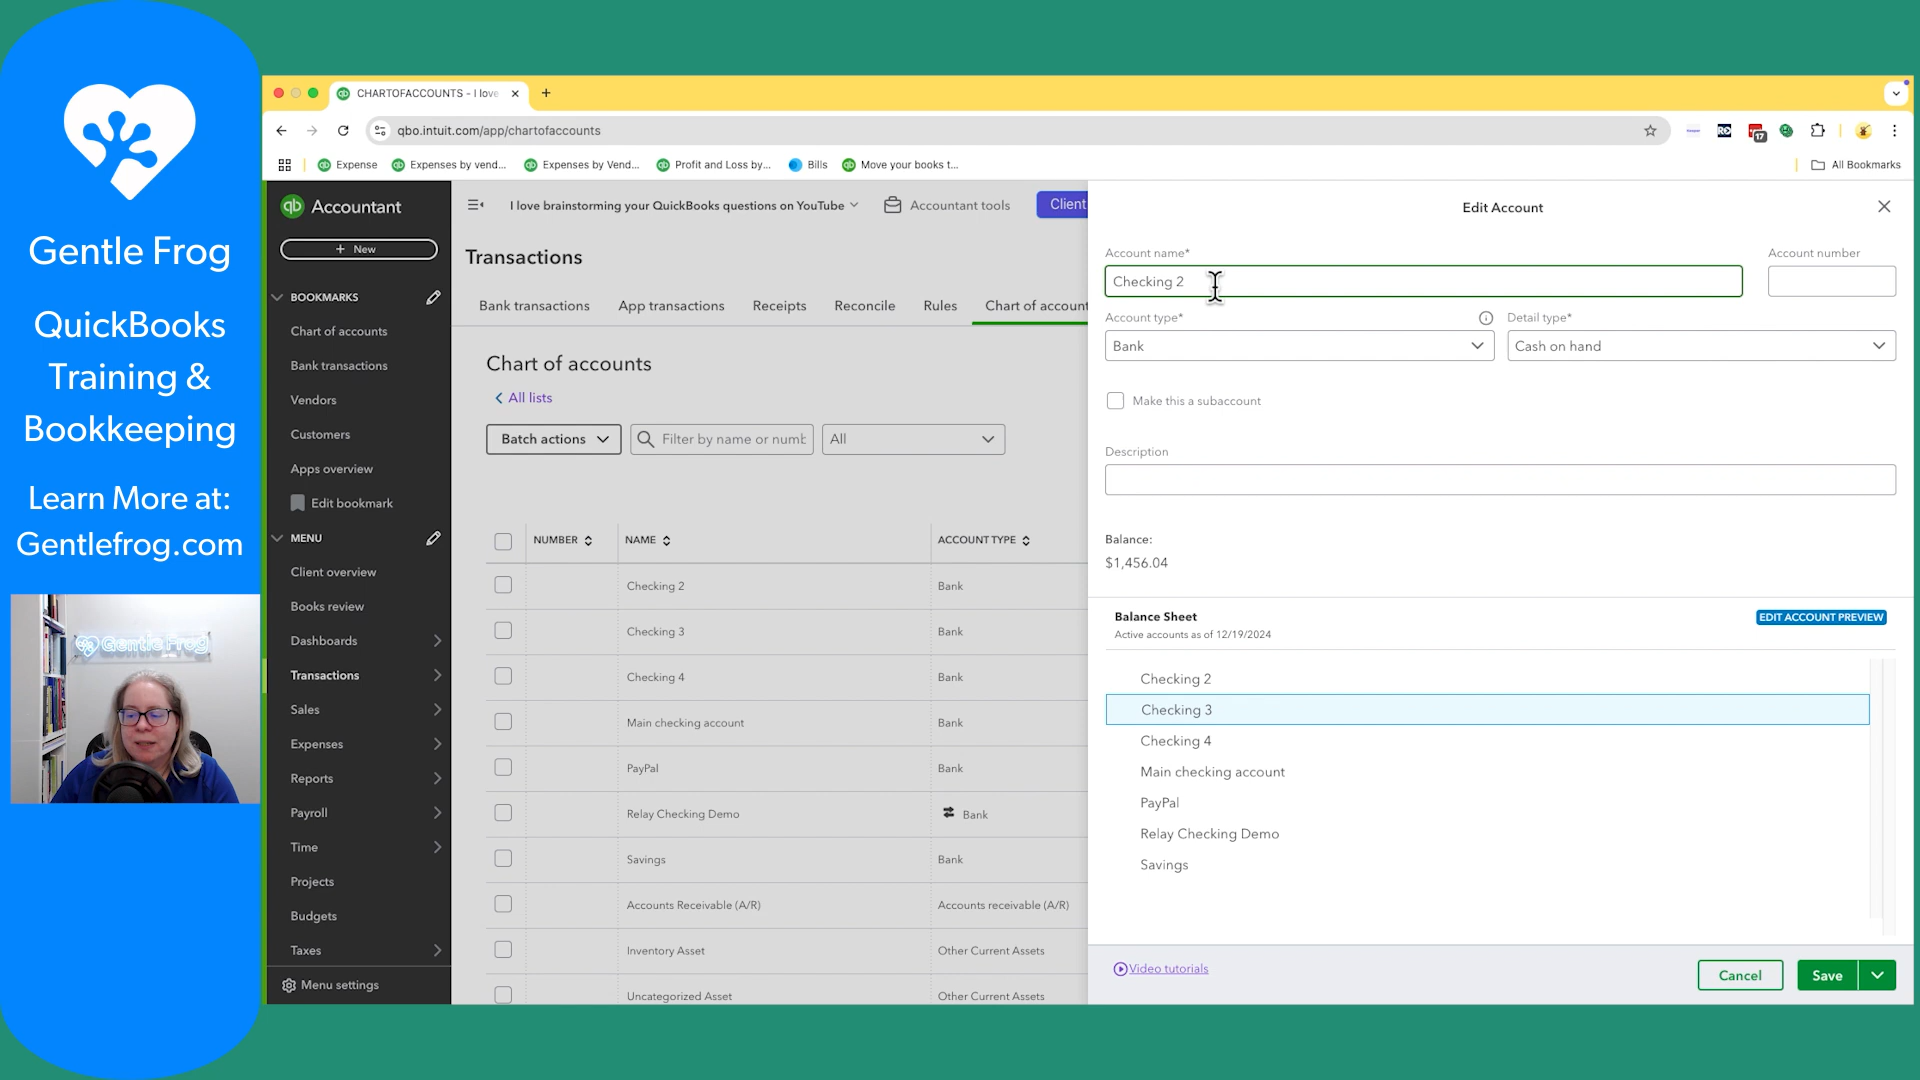 Gentle Frog
QuickBooks
Training &
Bookkeeping
Learn More at:
Gentlefrog.com
Gentle Frog
CHARTOFACCOUNTS - I love
qbo.intuit.com/app/chartofaccounts
17
Expense
Expenses by vend...
Expenses by Vend...
Profit and Loss by...
Bills
Move your books t...
All Bookmarks
qb Accountant
+ New
BOOKMARKS
Chart of accounts
Bank transactions
Vendors
Customers
Apps overview
Edit bookmark
MENU
Client overview
Books review
Dashboards
Transactions
Sales
Expenses
Reports
Payroll
Time
Projects
Budgets
Taxes
Menu settings
I love brainstorming your QuickBooks questions on YouTube
Accountant tools
Client
Transactions
Bank transactions
App transactions
Receipts
Reconcile
Rules
Chart of account
Chart of accounts
All lists
Batch actions
Filter by name or numb
All
NUMBER NAME ACCOUNT TYPE
Checking 2 Bank
Checking 3 Bank
Checking 4 Bank
Main checking account Bank
PayPal Bank
Relay Checking Demo Bank
Savings Bank
Accounts Receivable (A/R) Accounts receivable (A/R)
Inventory Asset Other Current Assets
Uncategorized Asset Other Current Assets
Edit Account
Account name* Account number
Checking 2
Account type* Detail type*
Bank Cash on hand
Make this a subaccount
Description
Balance:
$1,456.04
Balance Sheet EDIT ACCOUNT PREVIEW
Active accounts as of 12/19/2024
Checking 2
Checking 3
Checking 4
Main checking account
PayPal
Relay Checking Demo
Savings
Video tutorials
Cancel Save